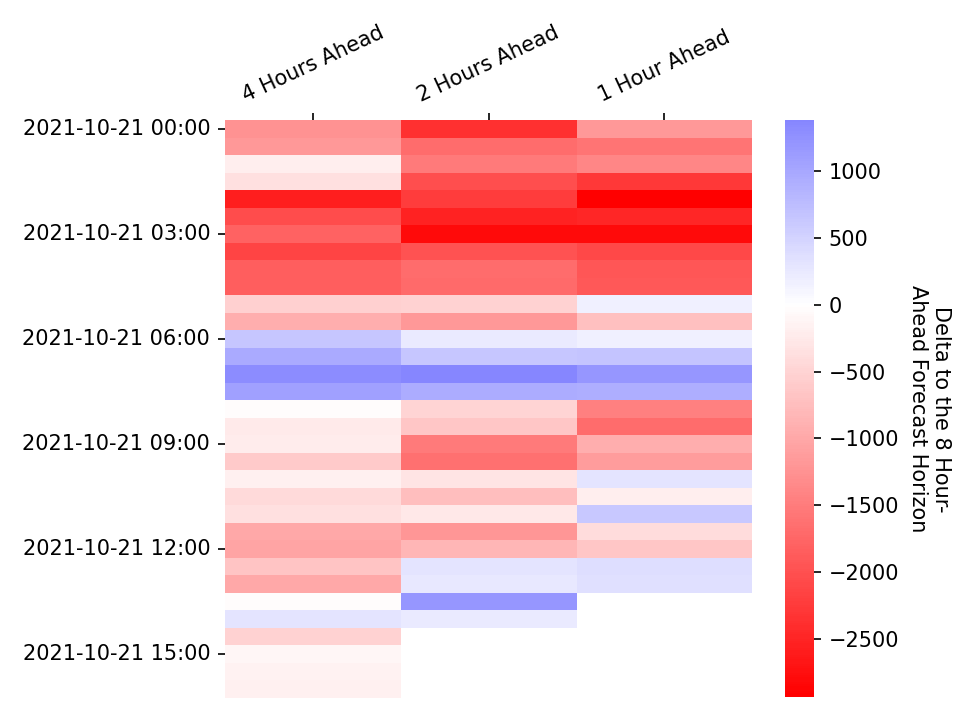 4 Hours Ahead
2 Hours Ahead
1 Hour Ahead
2021-10-21 00:00
2021-10-21 03:00
2021-10-21 06:00
2021-10-21 09:00
2021-10-21 12:00
2021-10-21 15:00
1000
500
0
−500
−1000
−1500
−2000
−2500
Delta to the 8 Hour-
Ahead Forecast Horizon